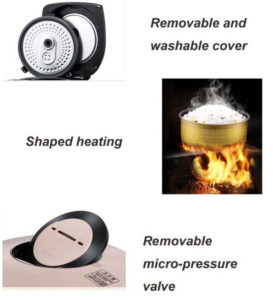 Removable and
washable cover
Shaped heating
Removable
micro-pressure
valve